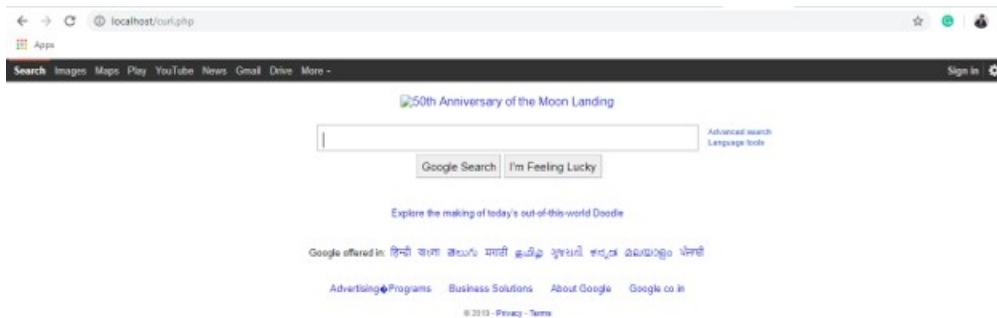 localhost/curl.php
Apps
Search Images Maps Play YouTube News Gmail Drive More
Sign in
50th Anniversary of the Moon Landing
Advanced search
Language tools
Google Search I'm Feeling Lucky
Explore the making of today's out-of-this-world Doodle
Google offered in: हिन्दी বাংলা తెలుగు मराठी தமிழ் ગુજરાતી ಕನ್ನಡ മലയാളം ਪੰਜਾਬੀ
Advertising�Programs Business Solutions About Google Google.co.in
© 2019 - Privacy - Terms